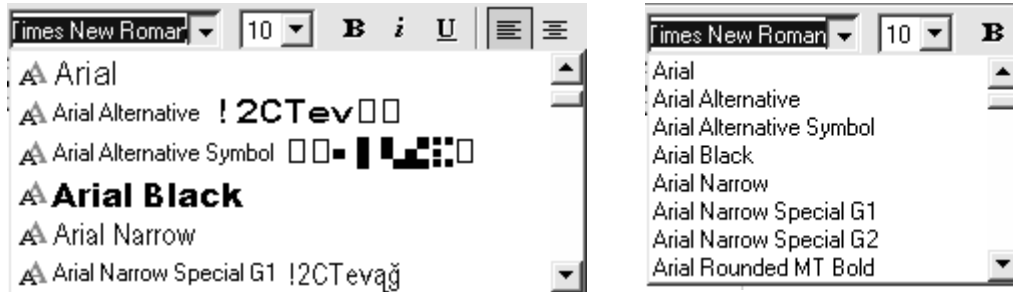 Times New Roman 10 B i U
Arial
Arial Alternative !2CTev
Arial Alternative Symbol
Arial Black
Arial Narrow
Arial Narrow Special G1 !2CTevąğ
Times New Roman 10 B
Arial
Arial Alternative
Arial Alternative Symbol
Arial Black
Arial Narrow
Arial Narrow Special G1
Arial Narrow Special G2
Arial Rounded MT Bold